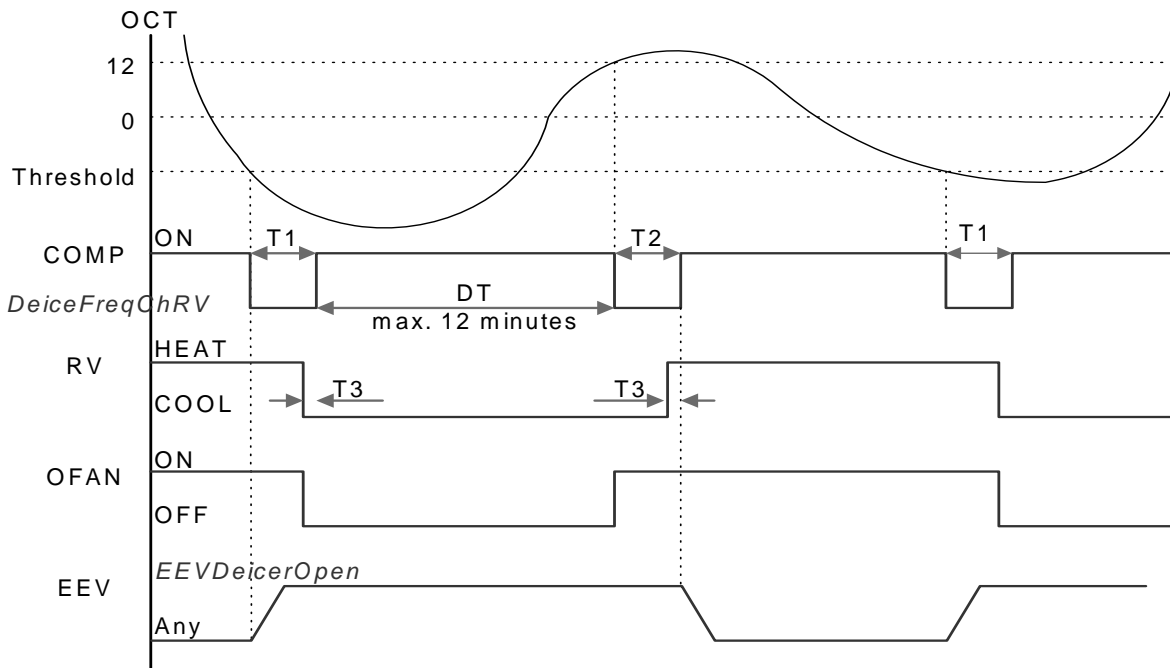 OCT
12
0
Threshold
COMP
ON
T1
T2
T1
DeiceFreqChRV
DT
max. 12 minutes
RV
HEAT
COOL
T3
T3
OFAN
ON
OFF
EEV
EEVDeicerOpen
Any